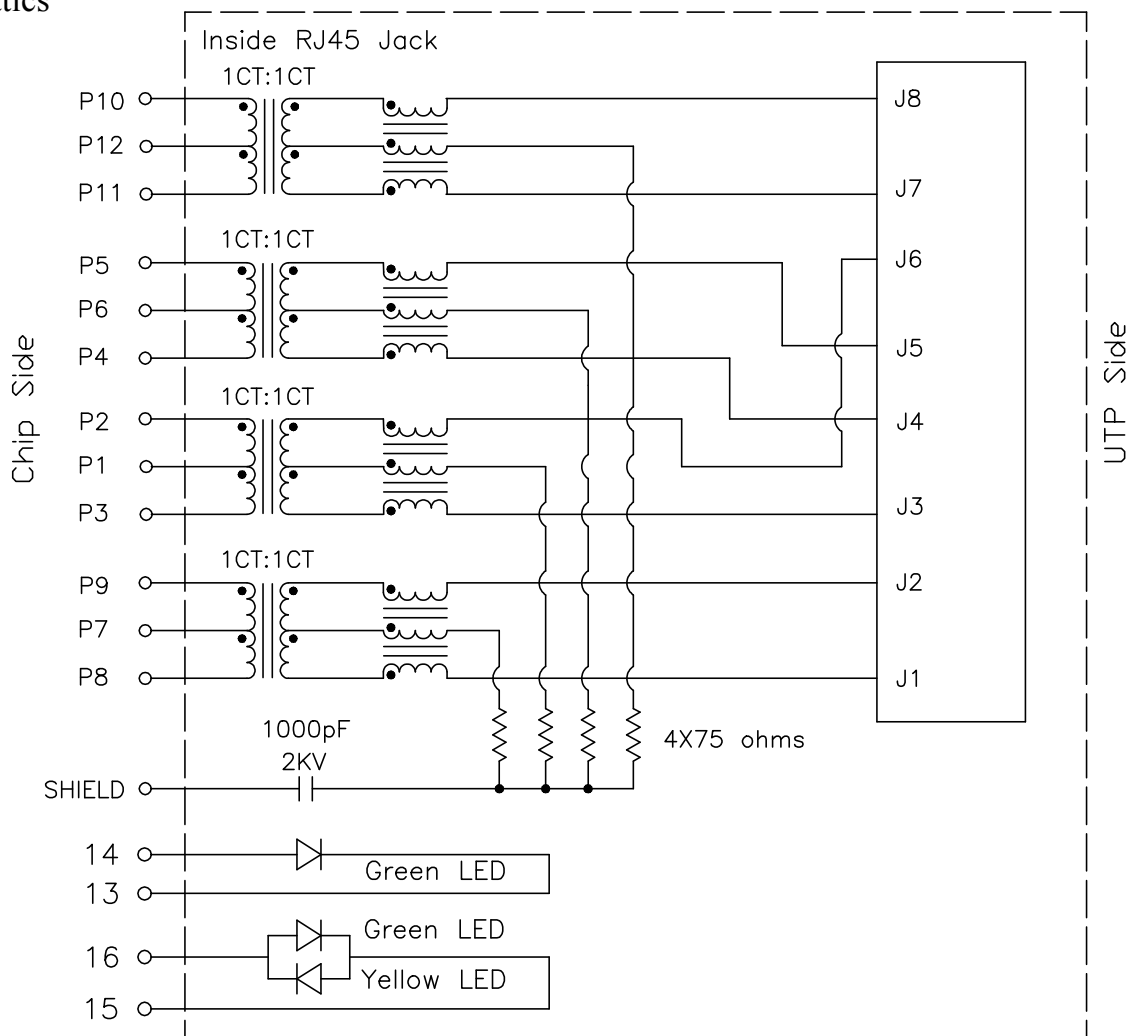 Inside RJ45 Jack
1CT:1CT
P10
J8
P12
P11
J7
1CT:1CT
P5
J6
P6
P4
J5
1CT:1CT
P2
J4
P1
P3
J3
1CT:1CT
P9
J2
P7
P8
J1
Chip Side
UTP Side
1000pF
2KV
4X75 ohms
SHIELD
14
Green LED
13
Green LED
16
Yellow LED
15